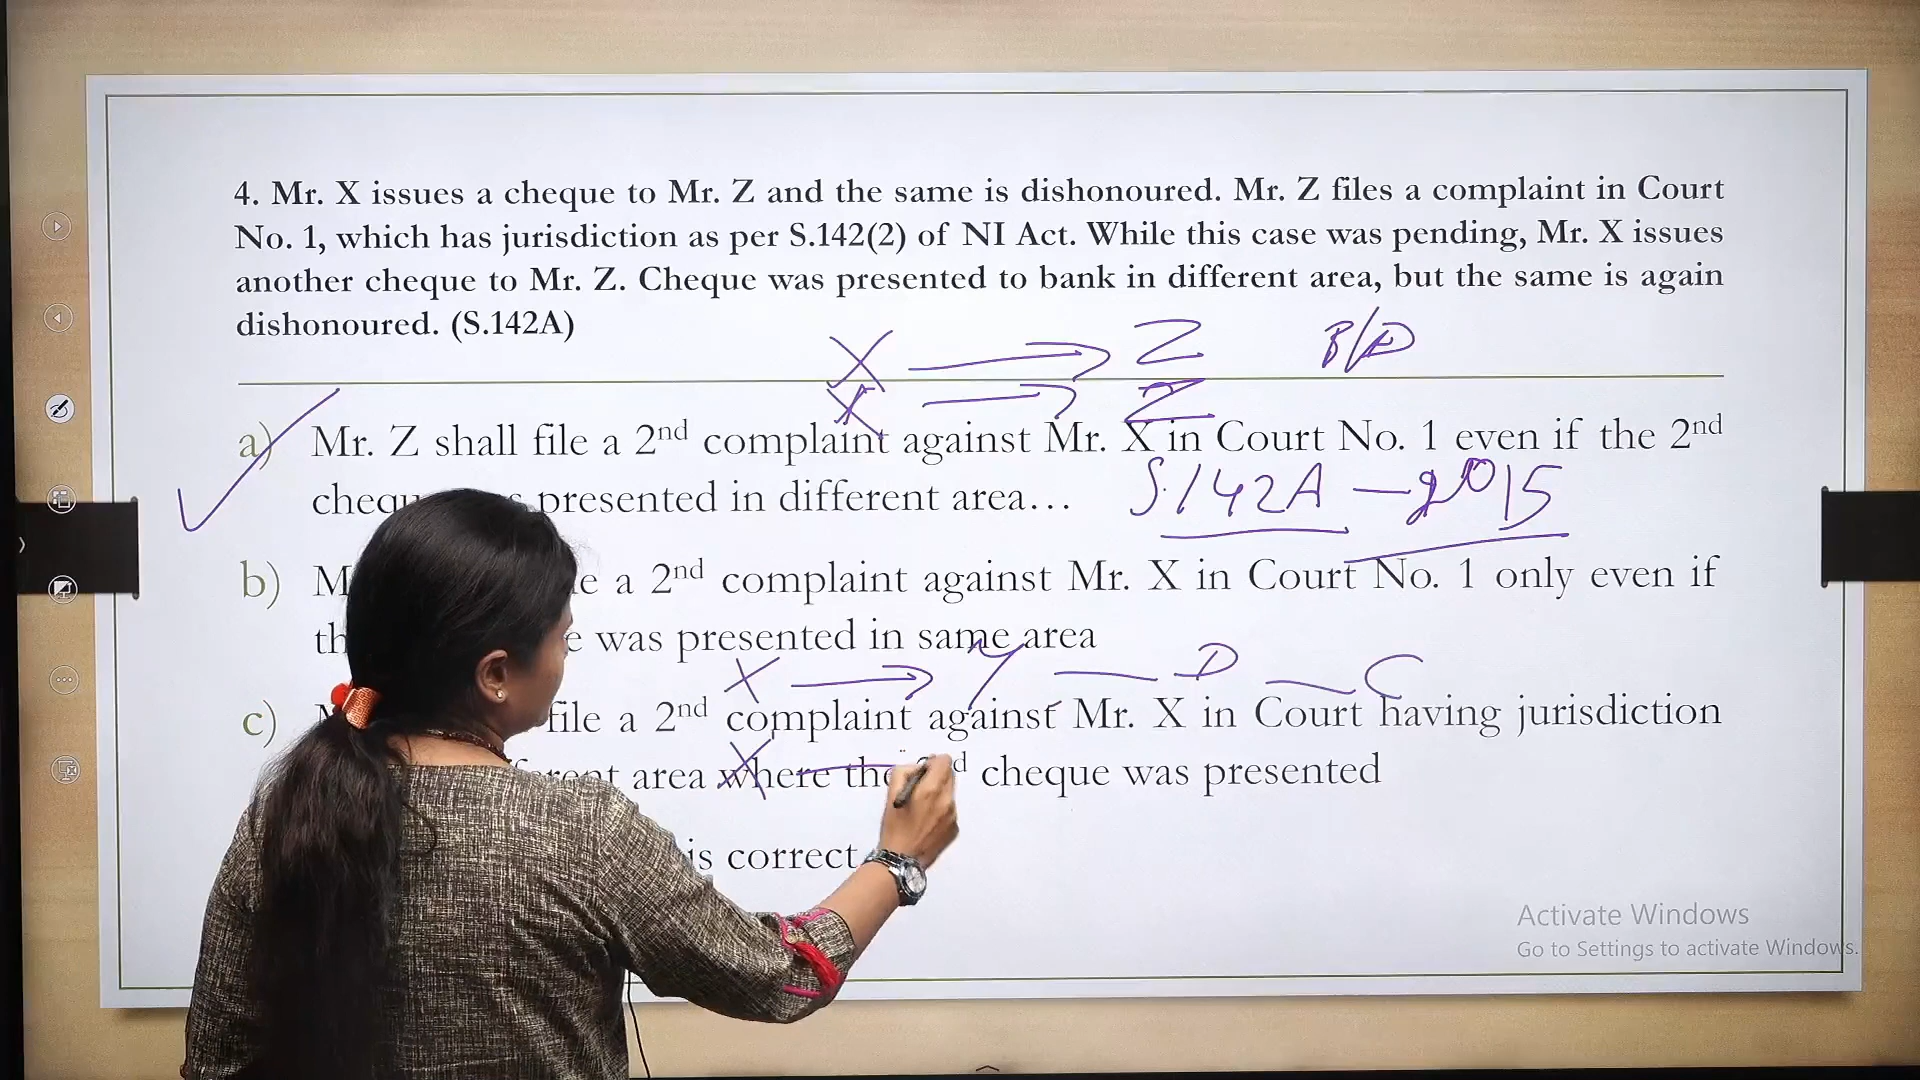 4. Mr. X issues a cheque to Mr. Z and the same is dishonoured. Mr. Z files a complaint in Court
No. 1, which has jurisdiction as per S.142(2) of NI Act. While this case was pending, Mr. X issues
another cheque to Mr. Z. Cheque was presented to bank in different area, but the same is again
dishonoured. (S.142A)
X → Z
X → Z
a) Mr. Z shall file a 2nd complaint against Mr. X in Court No. 1 even if the 2nd
presented in different area...
S.142A — 2015
b) a 2nd complaint against Mr. X in Court No. 1 only even if
was presented in same area
X → Y — D — C
c) file a 2nd complaint against Mr. X in Court having jurisdiction
area where the cheque was presented
X
is correct
Activate Windows
Go to Settings to activate Windows.